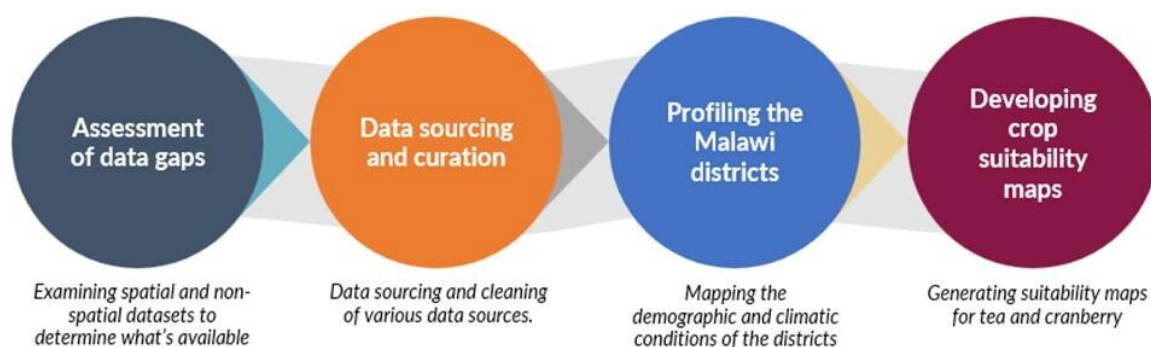 Assessment
of data gaps
Data sourcing
and curation
Profiling the
Malawi
districts
Developing
crop
suitability
maps
Examining spatial and non-
spatial datasets to
determine what's available
Data sourcing and cleaning
of various data sources.
Mapping the
demographic and climatic
conditions of the districts
Generating suitability maps
for tea and cranberry